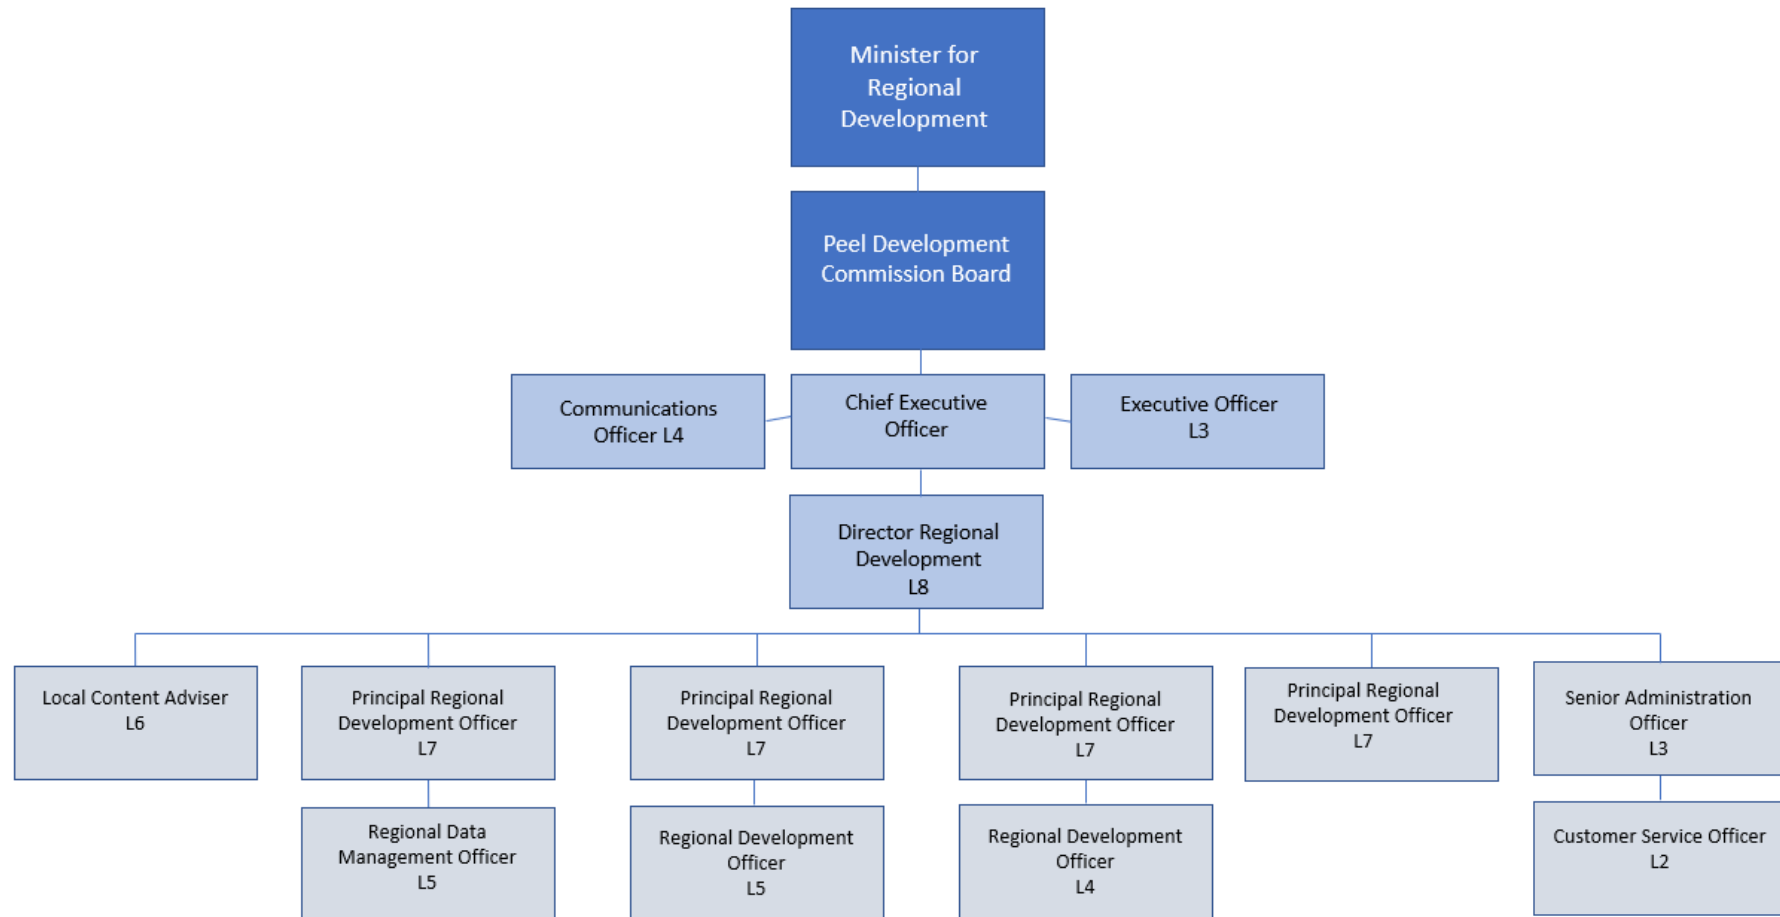 Minister for
Regional
Development
Peel Development
Commission Board
Communications
Officer L4
Chief Executive
Officer
Executive Officer
L3
Director Regional
Development
L8
Local Content Adviser
L6
Principal Regional
Development Officer
L7
Principal Regional
Development Officer
L7
Principal Regional
Development Officer
L7
Principal Regional
Development Officer
L7
Senior Administration
Officer
L3
Regional Data
Management Officer
L5
Regional Development
Officer
L5
Regional Development
Officer
L4
Customer Service Officer
L2